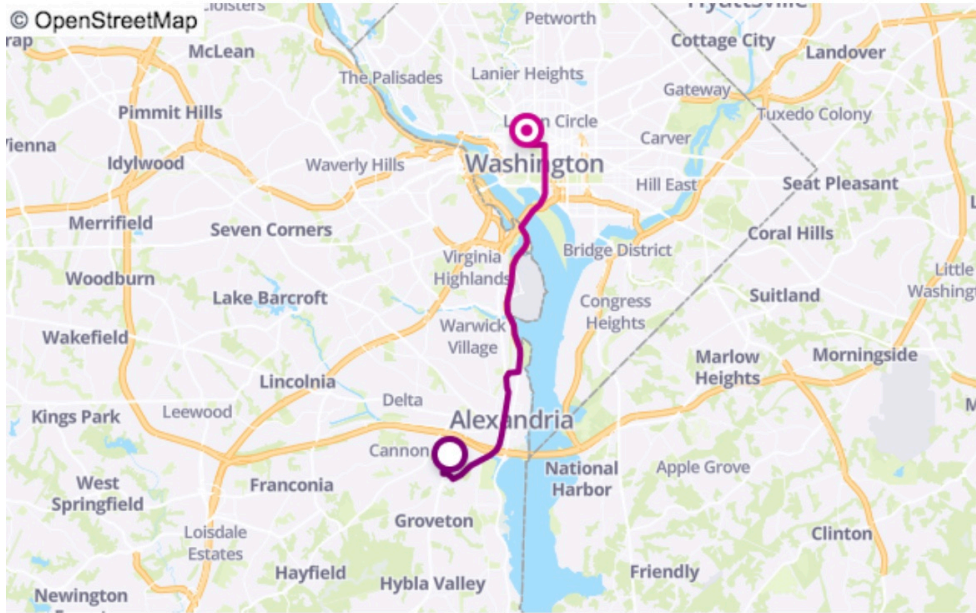 © OpenStreetMap
Petworth
McLean
Cottage City
Landover
The Palisades
Lanier Heights
Gateway
Pimmit Hills
Tuxedo Colony
Carver
Idylwood
Waverly Hills
Washington
Hill East
Seat Pleasant
Merrifield
Seven Corners
Coral Hills
Bridge District
Virginia
Highlands
Woodburn
Lake Barcroft
Little
Suitland
Congress
Heights
Wakefield
Warwick
Village
Marlow
Heights
Morningside
Lincolnia
Delta
Kings Park
Leewood
Alexandria
Cannon
National
Harbor
Apple Grove
West
Springfield
Franconia
Groveton
Loisdale
Estates
Clinton
Hayfield
Hybla Valley
Friendly
Newington